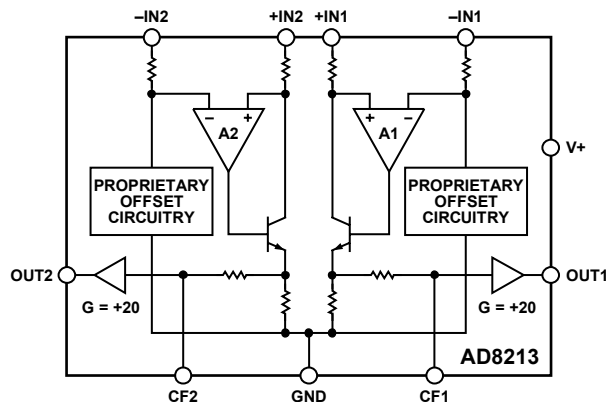 –IN2 +IN2 +IN1 –IN1
– +
A2
+ –
A1
V+
PROPRIETARY
OFFSET
CIRCUITRY
PROPRIETARY
OFFSET
CIRCUITRY
OUT2
OUT1
G = +20
G = +20
AD8213
CF2 GND CF1